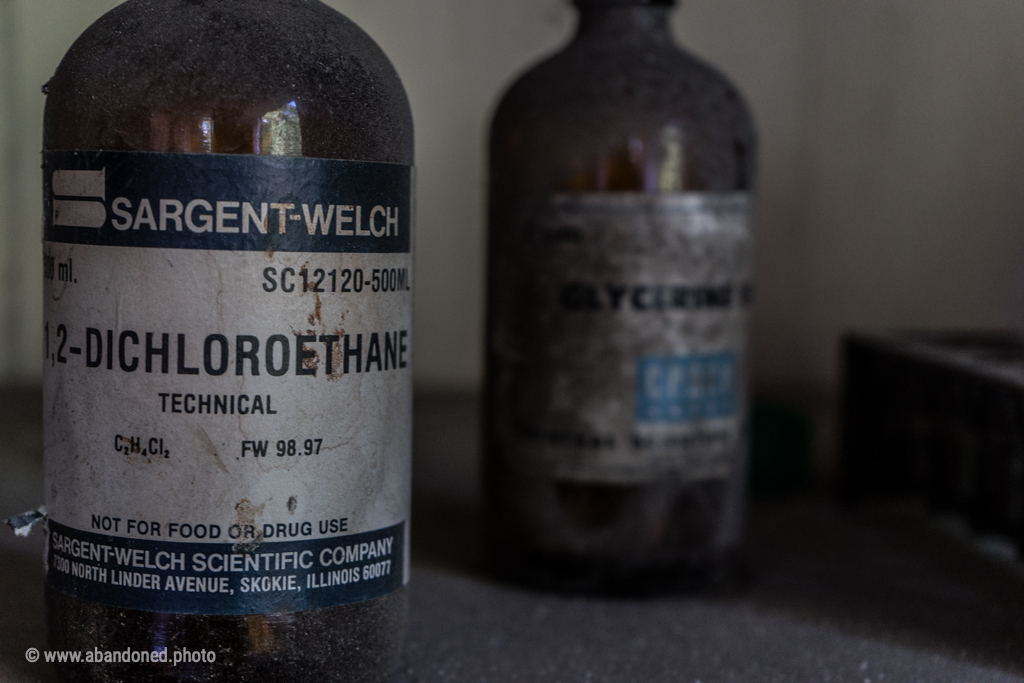 SARGENT-WELCH
ml.
SC12120-500ML
1,2-DICHLOROETHANE
TECHNICAL
C₂H₄Cl₂ FW 98.97
NOT FOR FOOD OR DRUG USE
SARGENT-WELCH SCIENTIFIC COMPANY
7300 NORTH LINDER AVENUE, SKOKIE, ILLINOIS 60077
GLYCERINE
© www.abandoned.photo